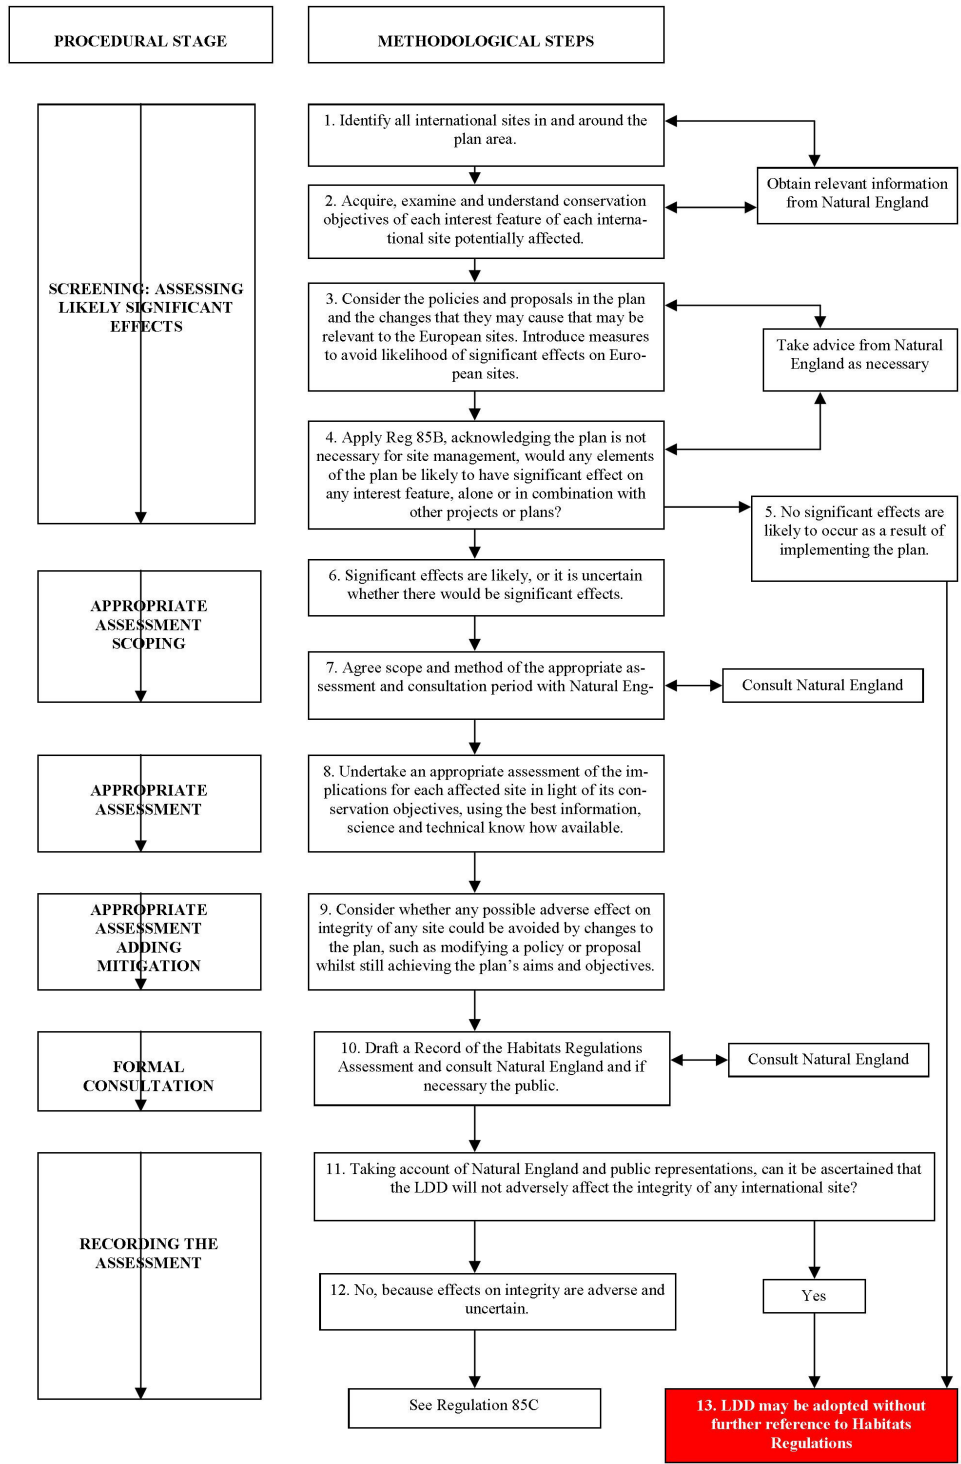 PROCEDURAL STAGE
METHODOLOGICAL STEPS
SCREENING: ASSESSING
LIKELY SIGNIFICANT
EFFECTS
1. Identify all international sites in and around the
plan area.
Obtain relevant information
from Natural England
2. Acquire, examine and understand conservation
objectives of each interest feature of each interna-
tional site potentially affected.
3. Consider the policies and proposals in the plan
and the changes that they may cause that may be
relevant to the European sites. Introduce measures
to avoid likelihood of significant effects on Euro-
pean sites.
Take advice from Natural
England as necessary
4. Apply Reg 85B, acknowledging the plan is not
necessary for site management, would any elements
of the plan be likely to have significant effect on
any interest feature, alone or in combination with
other projects or plans?
5. No significant effects are
likely to occur as a result of
implementing the plan.
APPROPRIATE
ASSESSMENT
SCOPING
6. Significant effects are likely, or it is uncertain
whether there would be significant effects.
7. Agree scope and method of the appropriate as-
sessment and consultation period with Natural Eng-
Consult Natural England
APPROPRIATE
ASSESSMENT
8. Undertake an appropriate assessment of the im-
plications for each affected site in light of its con-
servation objectives, using the best information,
science and technical know how available.
APPROPRIATE
ASSESSMENT
ADDING
MITIGATION
9. Consider whether any possible adverse effect on
integrity of any site could be avoided by changes to
the plan, such as modifying a policy or proposal
whilst still achieving the plan's aims and objectives.
FORMAL
CONSULTATION
10. Draft a Record of the Habitats Regulations
Assessment and consult Natural England and if
necessary the public.
Consult Natural England
RECORDING THE
ASSESSMENT
11. Taking account of Natural England and public representations, can it be ascertained that
the LDD will not adversely affect the integrity of any international site?
12. No, because effects on integrity are adverse and
uncertain.
Yes
See Regulation 85C
13. LDD may be adopted without
further reference to Habitats
Regulations